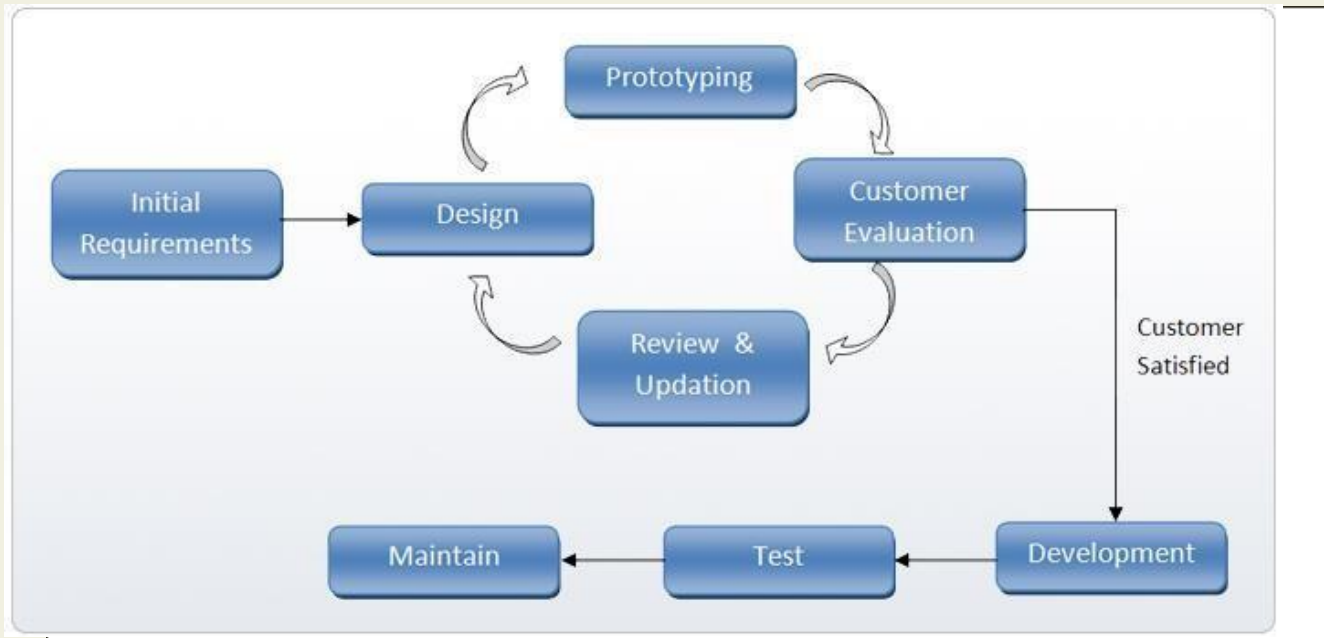 Prototyping
Initial
Requirements
Design
Customer
Evaluation
Review &
Updation
Customer
Satisfied
Maintain
Test
Development